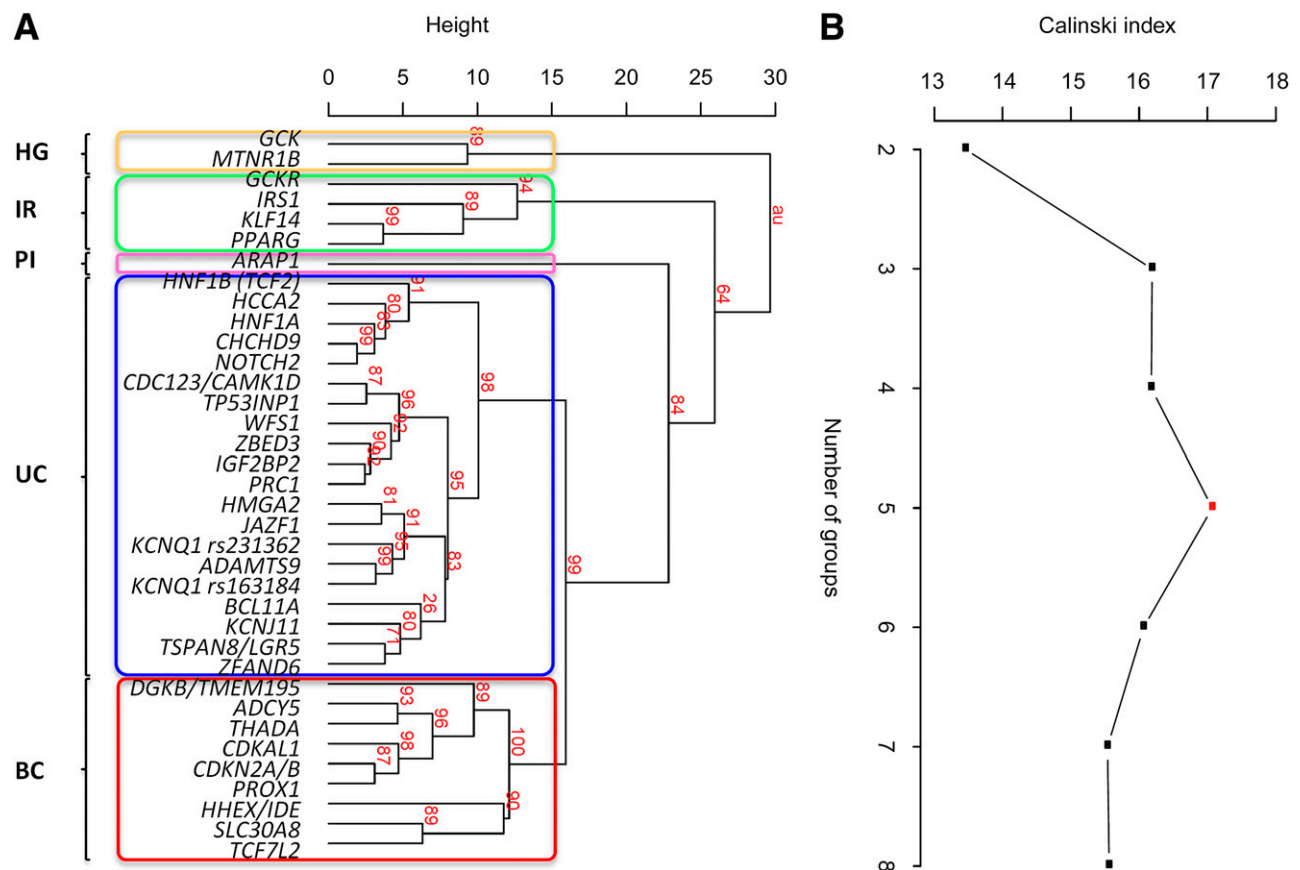 A
Height
0 5 10 15 20 25 30
HG
GCK
MTNR1B
89
IR
GCKR
IRS1
KLF14
PPARG
94
89
99
au
PI
ARAP1
64
UC
HNF1B (TCF2)
HCCA2
HNF1A
CHCHD9
NOTCH2
91
80
83
99
CDC123/CAMK1D
TP53INP1
WFS1
ZBED3
IGF2BP2
PRC1
87
96
92
90
98
84
HMGA2
JAZF1
KCNQ1 rs231362
ADAMTS9
KCNQ1 rs163184
81
91
95
99
95
83
99
BCL11A
KCNJ11
TSPAN8/LGR5
ZFAND6
26
80
71
BC
DGKB/TMEM195
ADCY5
THADA
CDKAL1
CDKN2A/B
PROX1
HHEX/IDE
SLC30A8
TCF7L2
89
93
96
98
87
100
90
89
B
Calinski index
13 14 15 16 17 18
Number of groups
2
3
4
5
6
7
8